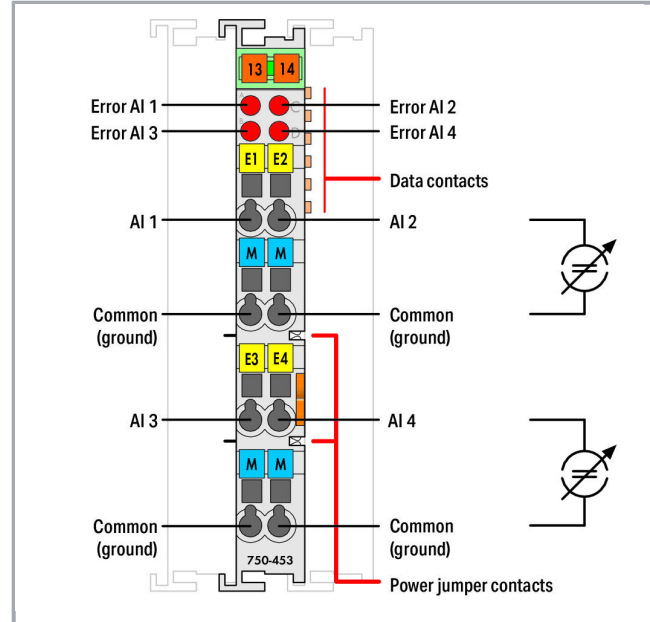 13 14
A C
Error AI 1
Error AI 2
B D
Error AI 3
Error AI 4
E1 E2
Data contacts
AI 1
AI 2
M M
Common
(ground)
Common
(ground)
E3 E4
AI 3
AI 4
M M
Common
(ground)
Common
(ground)
750-453
Power jumper contacts